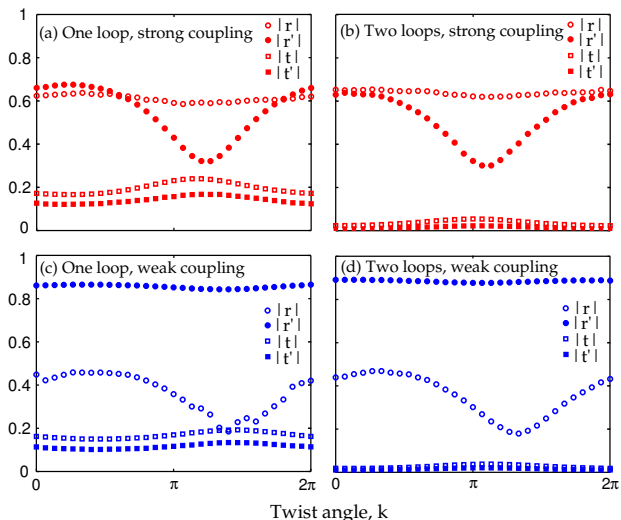 (a) One loop, strong coupling
|r|
|r'|
|t|
|t'|
(b) Two loops, strong coupling
|r|
|r'|
|t|
|t'|
1
0.8
0.6
0.4
0.2
0
(c) One loop, weak coupling
|r|
|r'|
|t|
|t'|
(d) Two loops, weak coupling
|r|
|r'|
|t|
|t'|
1
0.8
0.6
0.4
0.2
0
0
π
2π
0
π
2π
Twist angle, k